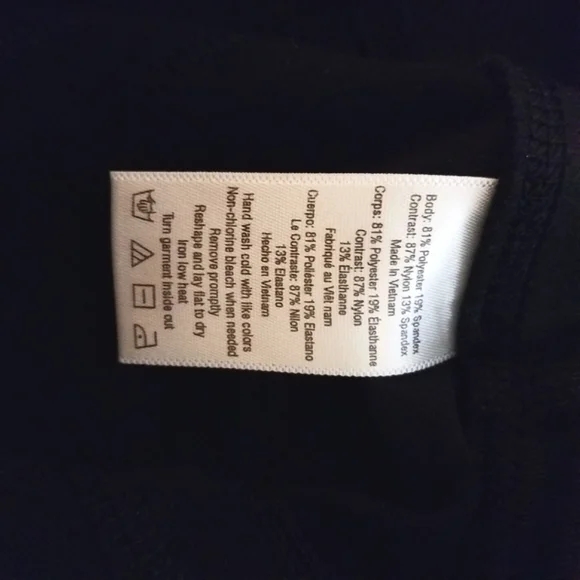 Body: 81% Polyester 19% Spandex
Contrast: 87% Nylon 13% Spandex
Made In Vietnam
Corps: 81% Polyester 19% Élasthanne
Contrast: 87% Nylon
13% Élasthanne
Fabriqué au Viêt nam
Cuerpo: 81% Poliéster 19% Elastano
Le Contraste: 87% Nilon
13% Elastano
Hecho en Vietnam
Hand wash cold with like colors
Non-chlorine bleach when needed
Remove promptly
Reshape and lay flat to dry
Iron low heat
Turn garment inside out